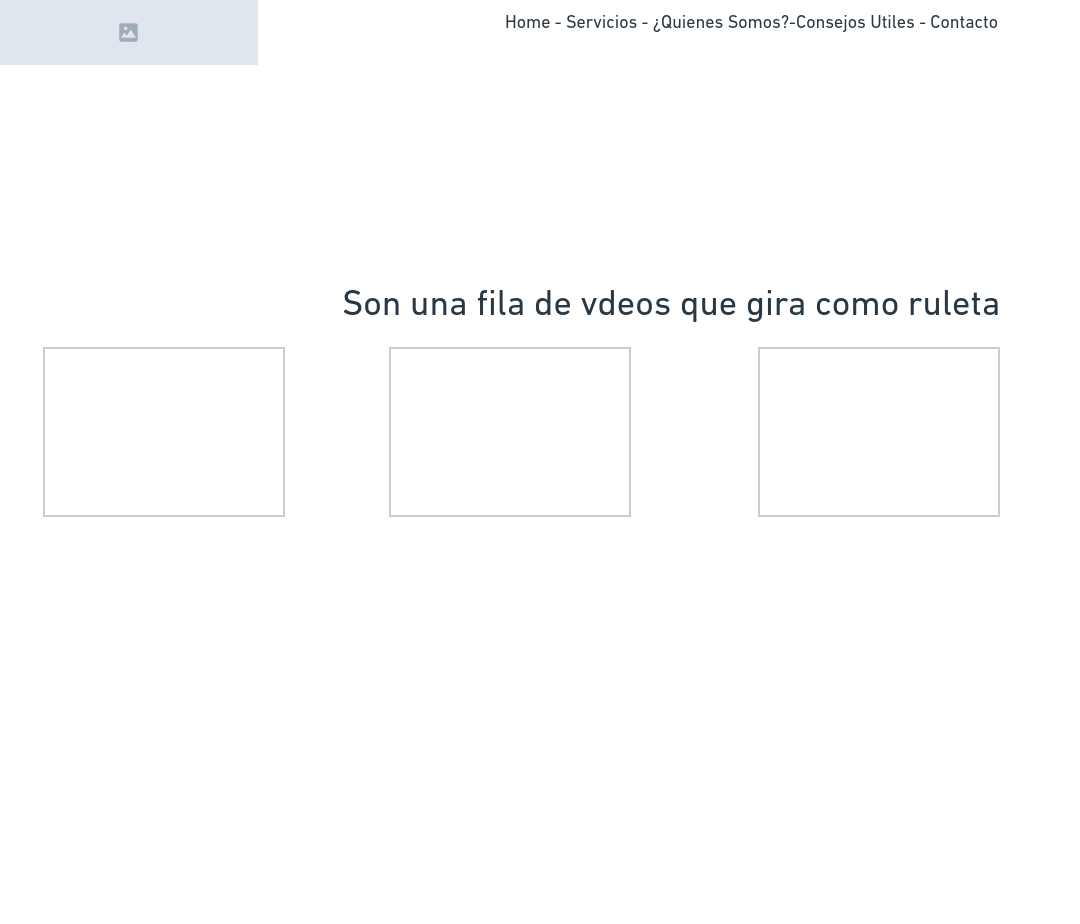 Home - Servicios - ¿Quienes Somos?-Consejos Utiles - Contacto
Son una fila de vdeos que gira como ruleta